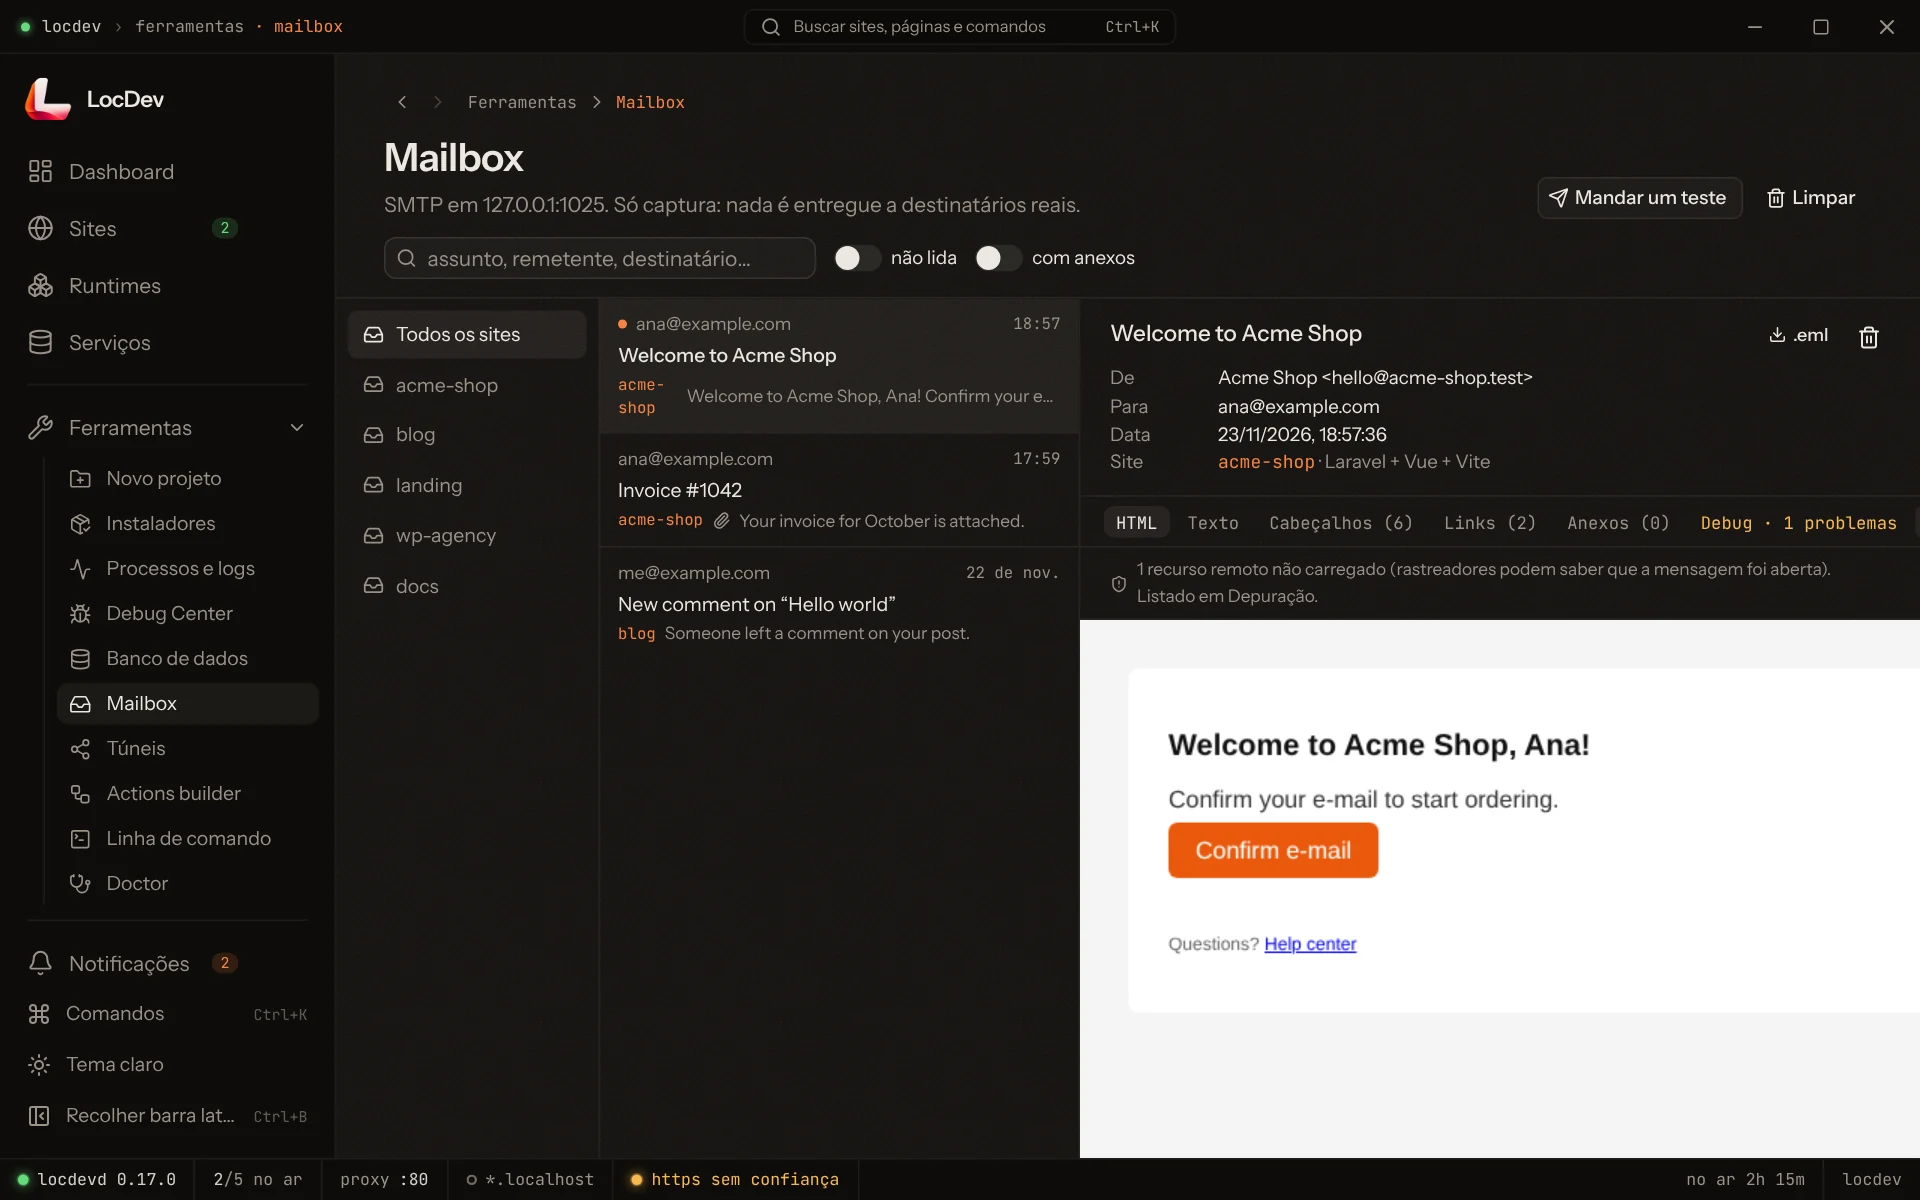 locdev › ferramentas · mailbox
Buscar sites, páginas e comandos Ctrl+K
LocDev
Dashboard
Sites 2
Runtimes
Serviços
Ferramentas
Novo projeto
Instaladores
Processos e logs
Debug Center
Banco de dados
Mailbox
Túneis
Actions builder
Linha de comando
Doctor
Notificações 2
Comandos Ctrl+K
Tema claro
Recolher barra lat... Ctrl+B
Ferramentas > Mailbox
Mailbox
SMTP em 127.0.0.1:1025. Só captura: nada é entregue a destinatários reais.
Mandar um teste
Limpar
assunto, remetente, destinatário...
não lida
com anexos
Todos os sites
acme-shop
blog
landing
wp-agency
docs
ana@example.com 18:57
Welcome to Acme Shop
acme-
shop
Welcome to Acme Shop, Ana! Confirm your e...
ana@example.com 17:59
Invoice #1042
acme-shop Your invoice for October is attached.
me@example.com 22 de nov.
New comment on “Hello world”
blog Someone left a comment on your post.
Welcome to Acme Shop
.eml
De Acme Shop <hello@acme-shop.test>
Para ana@example.com
Data 23/11/2026, 18:57:36
Site acme-shop · Laravel + Vue + Vite
HTML Texto Cabeçalhos (6) Links (2) Anexos (0) Debug · 1 problemas
1 recurso remoto não carregado (rastreadores podem saber que a mensagem foi aberta).
Listado em Depuração.
Welcome to Acme Shop, Ana!
Confirm your e-mail to start ordering.
Confirm e-mail
Questions? Help center
locdevd 0.17.0
2/5 no ar
proxy :80
*.localhost
https sem confiança
no ar 2h 15m
locdev